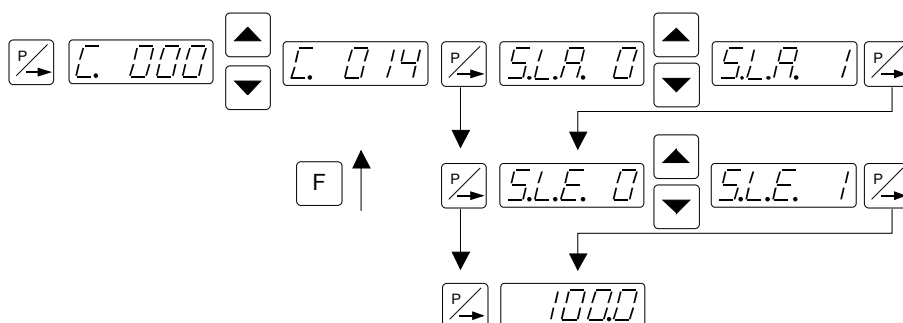 P C. 000 C. 014 P S.L.A. 0 S.L.A. 1 P
F P S.L.E. 0 S.L.E. 1 P
P 100.0